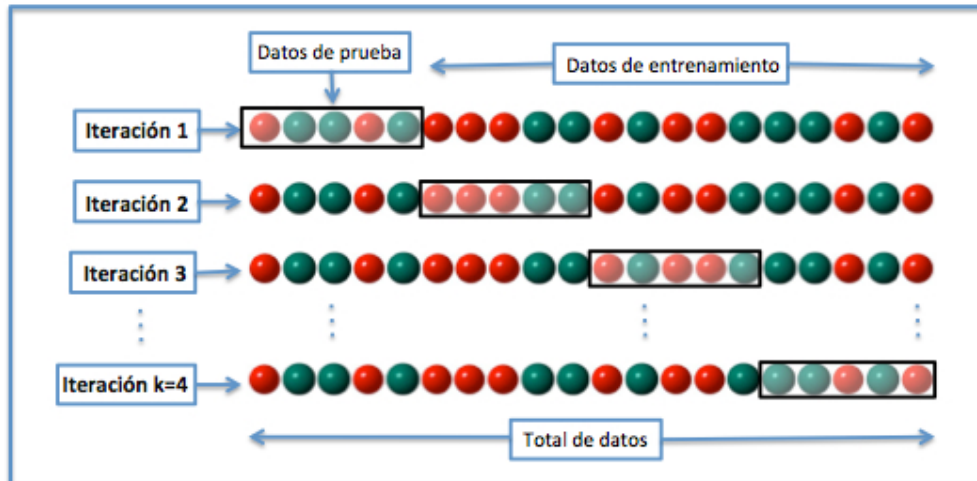 Datos de prueba
Datos de entrenamiento
Iteración 1
Iteración 2
Iteración 3
Iteración k=4
Total de datos